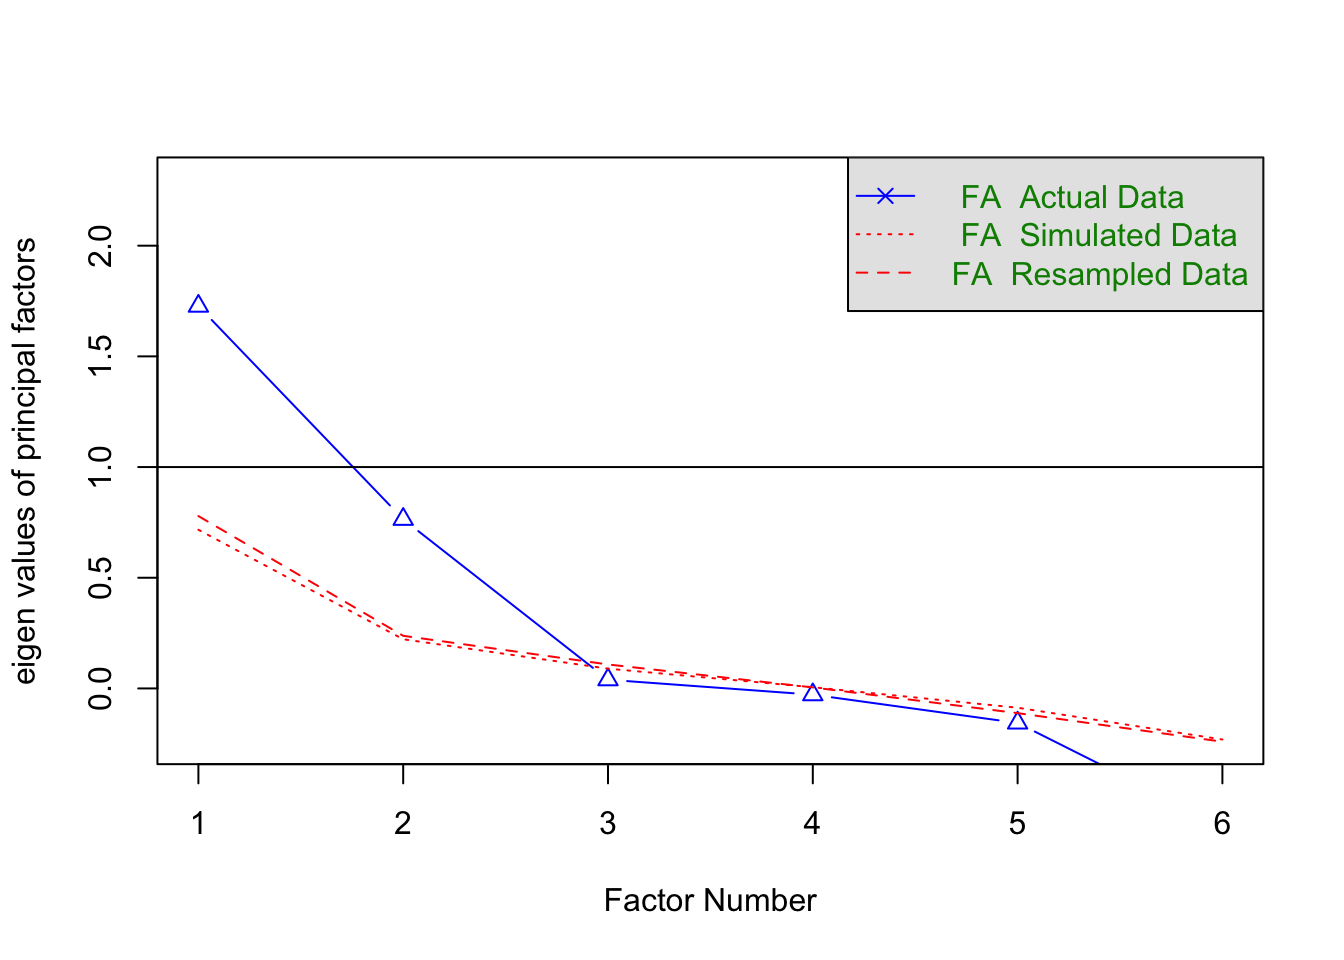 FA Actual Data
FA Simulated Data
FA Resampled Data
eigen values of principal factors
2.0
1.5
1.0
0.5
0.0
1 2 3 4 5 6
Factor Number